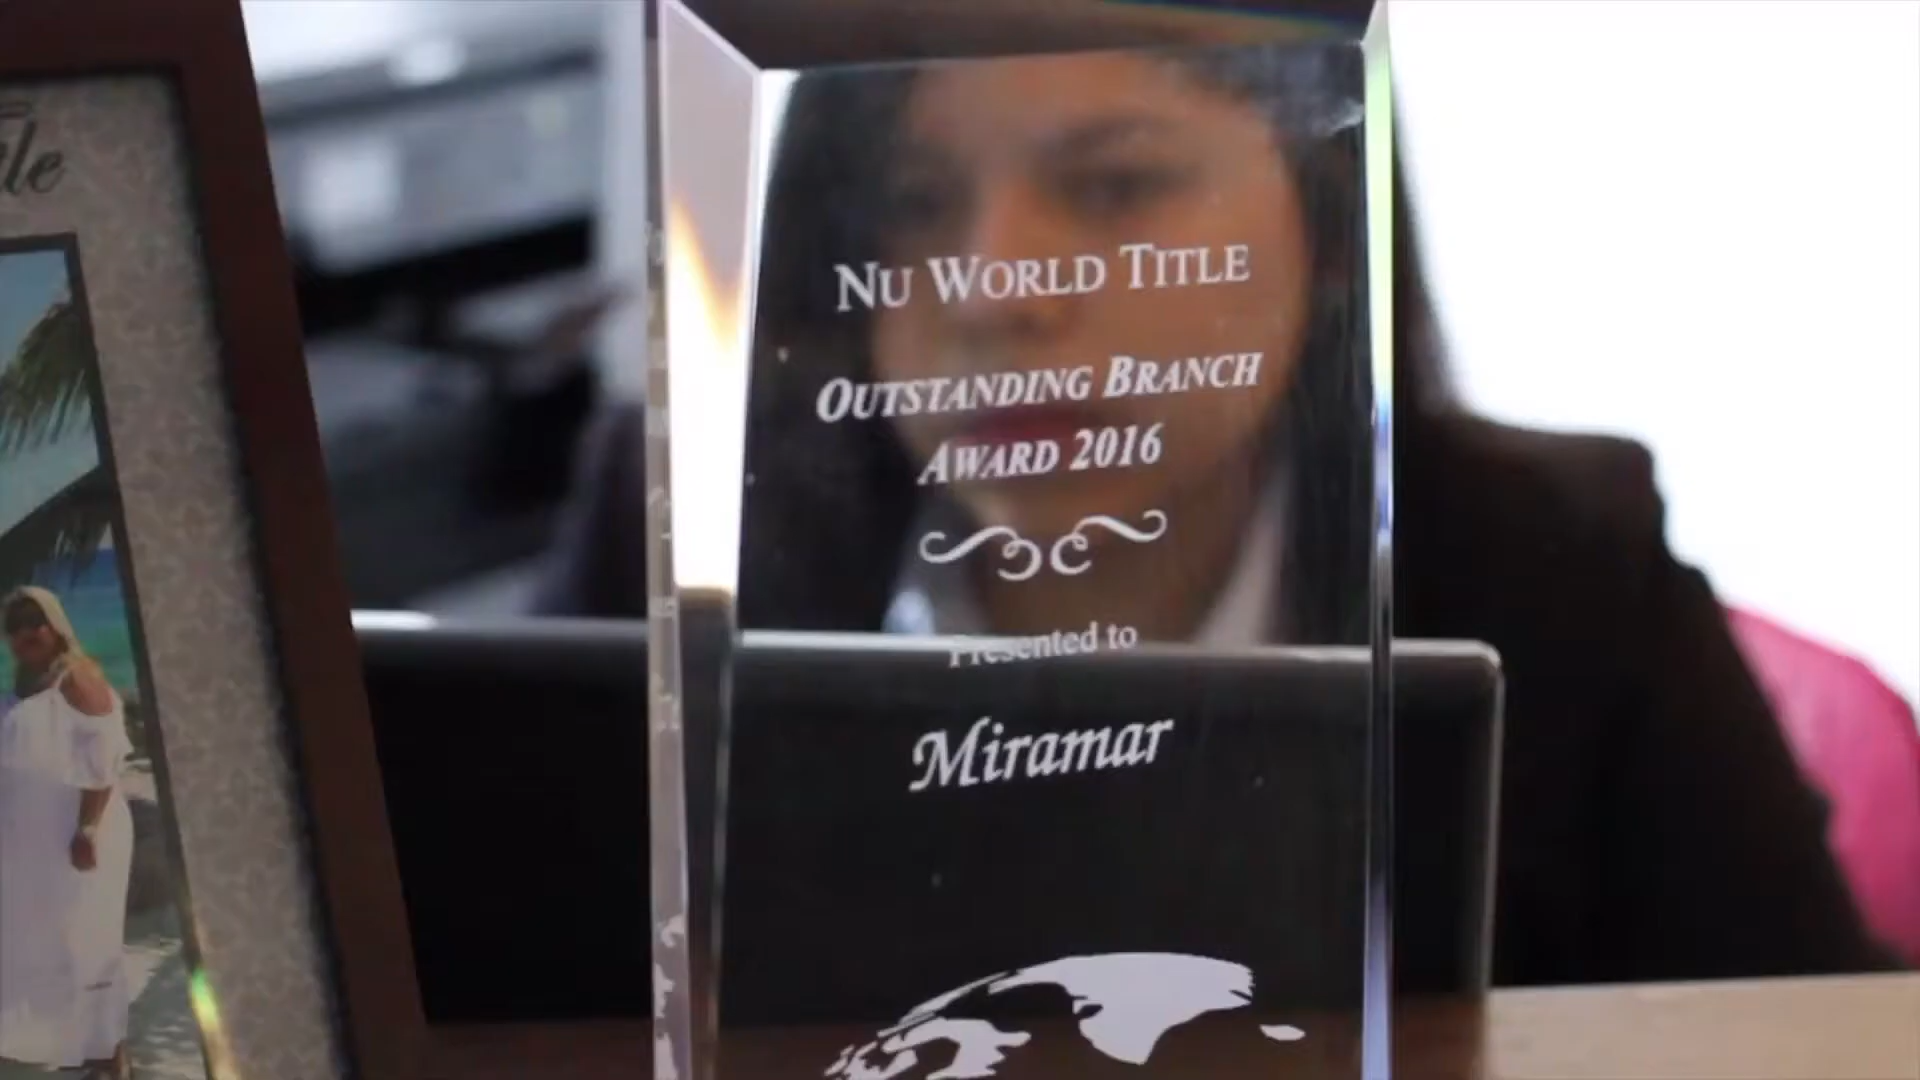 NU WORLD TITLE
OUTSTANDING BRANCH
AWARD 2016
Presented to
Miramar